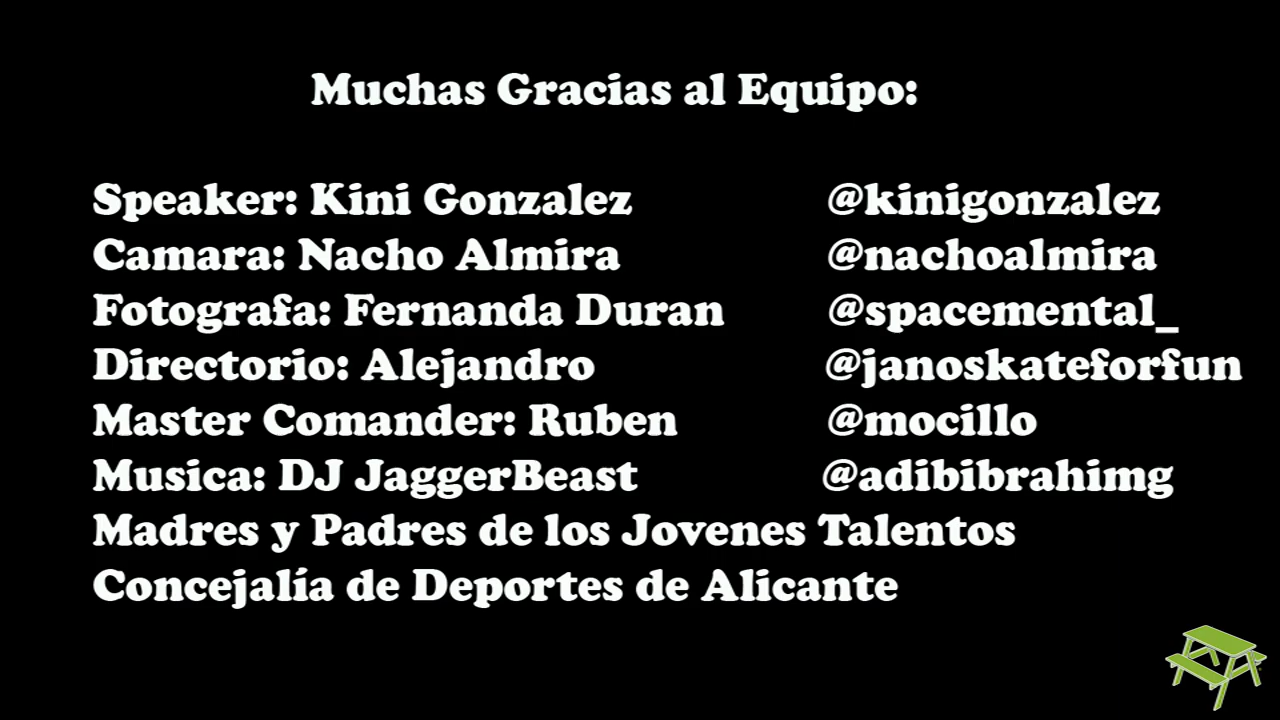 Muchas Gracias al Equipo:
Speaker: Kini Gonzalez @kinigonzalez
Camara: Nacho Almira @nachoalmira
Fotografa: Fernanda Duran @spacemental_
Directorio: Alejandro @janoskateforfun
Master Comander: Ruben @mocillo
Musica: DJ JaggerBeast @adibibrahimg
Madres y Padres de los Jovenes Talentos
Concejalía de Deportes de Alicante